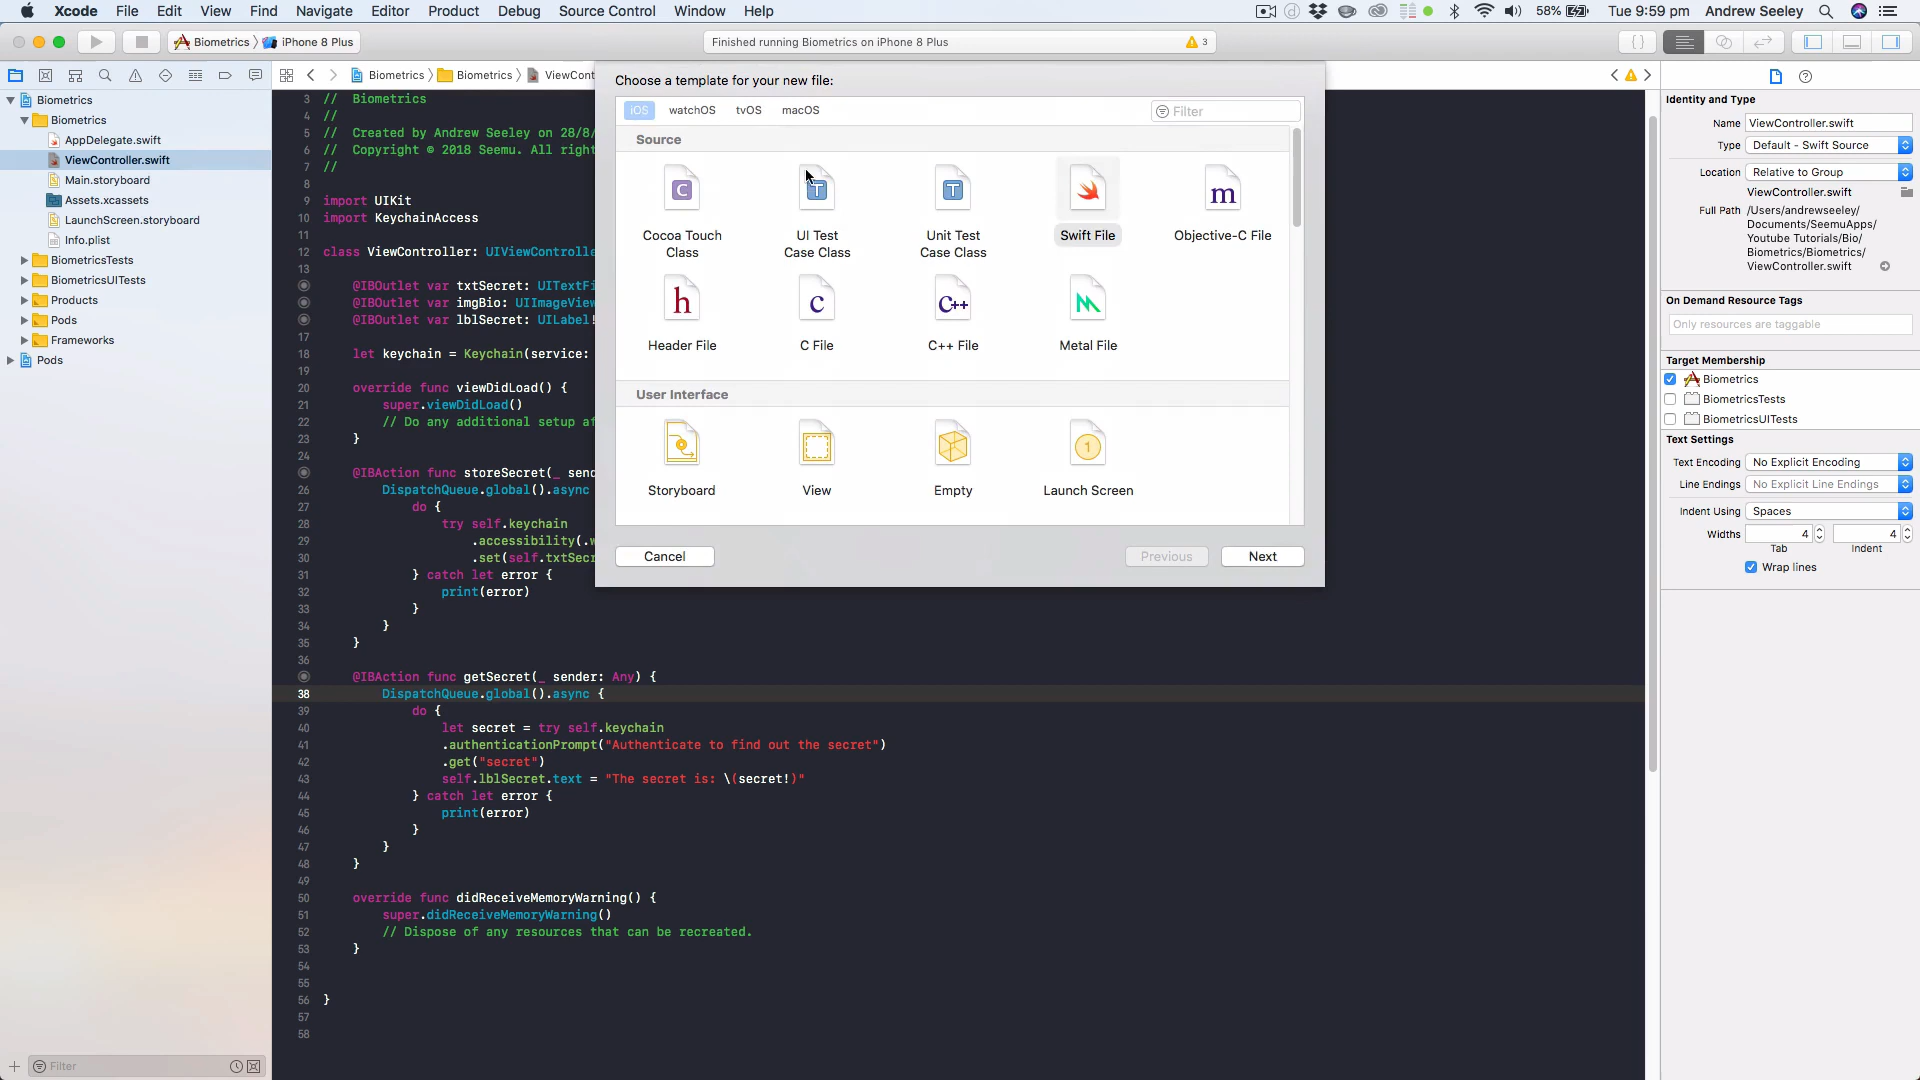 Xcode File Edit View Find Navigate Editor Product Debug Source Control Window Help 58% Tue 9:59 pm Andrew Seeley
Biometrics iPhone 8 Plus
Finished running Biometrics on iPhone 8 Plus 3
Biometrics Biometrics ViewCont
Biometrics
Biometrics
AppDelegate.swift
ViewController.swift
Main.storyboard
Assets.xcassets
LaunchScreen.storyboard
Info.plist
BiometricsTests
BiometricsUITests
Products
Pods
Frameworks
Pods
Filter
3 // Biometrics
4 //
5 // Created by Andrew Seeley on 28/8/
6 // Copyright © 2018 Seemu. All right
7 //
8
9 import UIKit
10 import KeychainAccess
11
12 class ViewController: UIViewControlle
13
@IBOutlet var txtSecret: UITextFi
@IBOutlet var imgBio: UIImageView
@IBOutlet var lblSecret: UILabel!
17
18 let keychain = Keychain(service:
19
20 override func viewDidLoad() {
21 super.viewDidLoad()
22 // Do any additional setup af
23 }
24
@IBAction func storeSecret(_ send
26 DispatchQueue.global().async
27 do {
28 try self.keychain
29 .accessibility(.w
30 .set(self.txtSecr
31 } catch let error {
32 print(error)
33 }
34 }
35 }
36
@IBAction func getSecret(_ sender: Any) {
38 DispatchQueue.global().async {
39 do {
40 let secret = try self.keychain
41 .authenticationPrompt("Authenticate to find out the secret")
42 .get("secret")
43 self.lblSecret.text = "The secret is: \(secret!)"
44 } catch let error {
45 print(error)
46 }
47 }
48 }
49
50 override func didReceiveMemoryWarning() {
51 super.didReceiveMemoryWarning()
52 // Dispose of any resources that can be recreated.
53 }
54
55
56 }
57
58
Choose a template for your new file:
iOS watchOS tvOS macOS Filter
Source
C T T m
Cocoa Touch
Class
UI Test
Case Class
Unit Test
Case Class
Swift File
Objective-C File
h c C++
Header File C File C++ File Metal File
User Interface
1
Storyboard View Empty Launch Screen
Cancel Previous Next
Identity and Type
Name ViewController.swift
Type Default - Swift Source
Location Relative to Group
ViewController.swift
Full Path /Users/andrewseeley/
Documents/SeemuApps/
Youtube Tutorials/Bio/
Biometrics/Biometrics/
ViewController.swift
On Demand Resource Tags
Only resources are taggable
Target Membership
Biometrics
BiometricsTests
BiometricsUITests
Text Settings
Text Encoding No Explicit Encoding
Line Endings No Explicit Line Endings
Indent Using Spaces
Widths 4 4
Tab Indent
Wrap lines